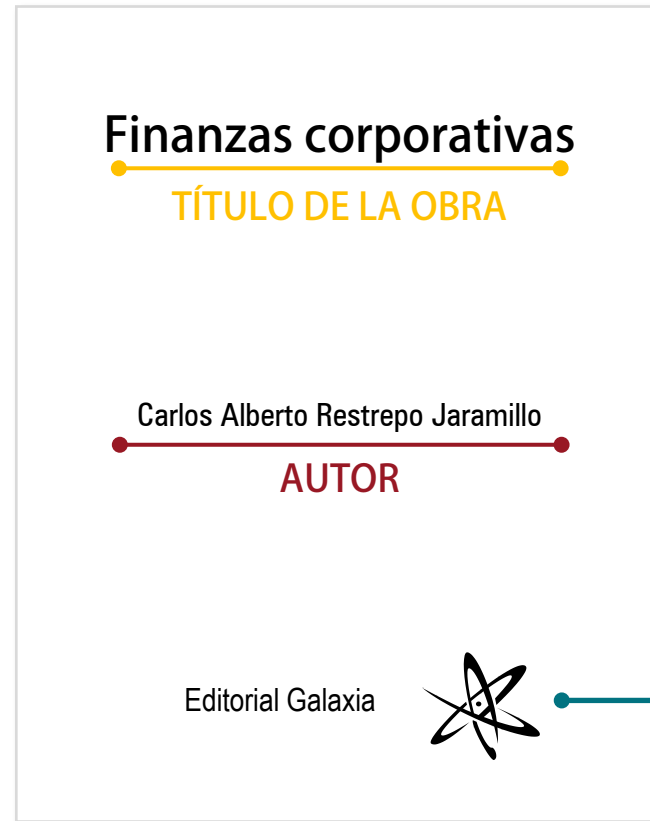 Finanzas corporativas
TÍTULO DE LA OBRA
Carlos Alberto Restrepo Jaramillo
AUTOR
Editorial Galaxia